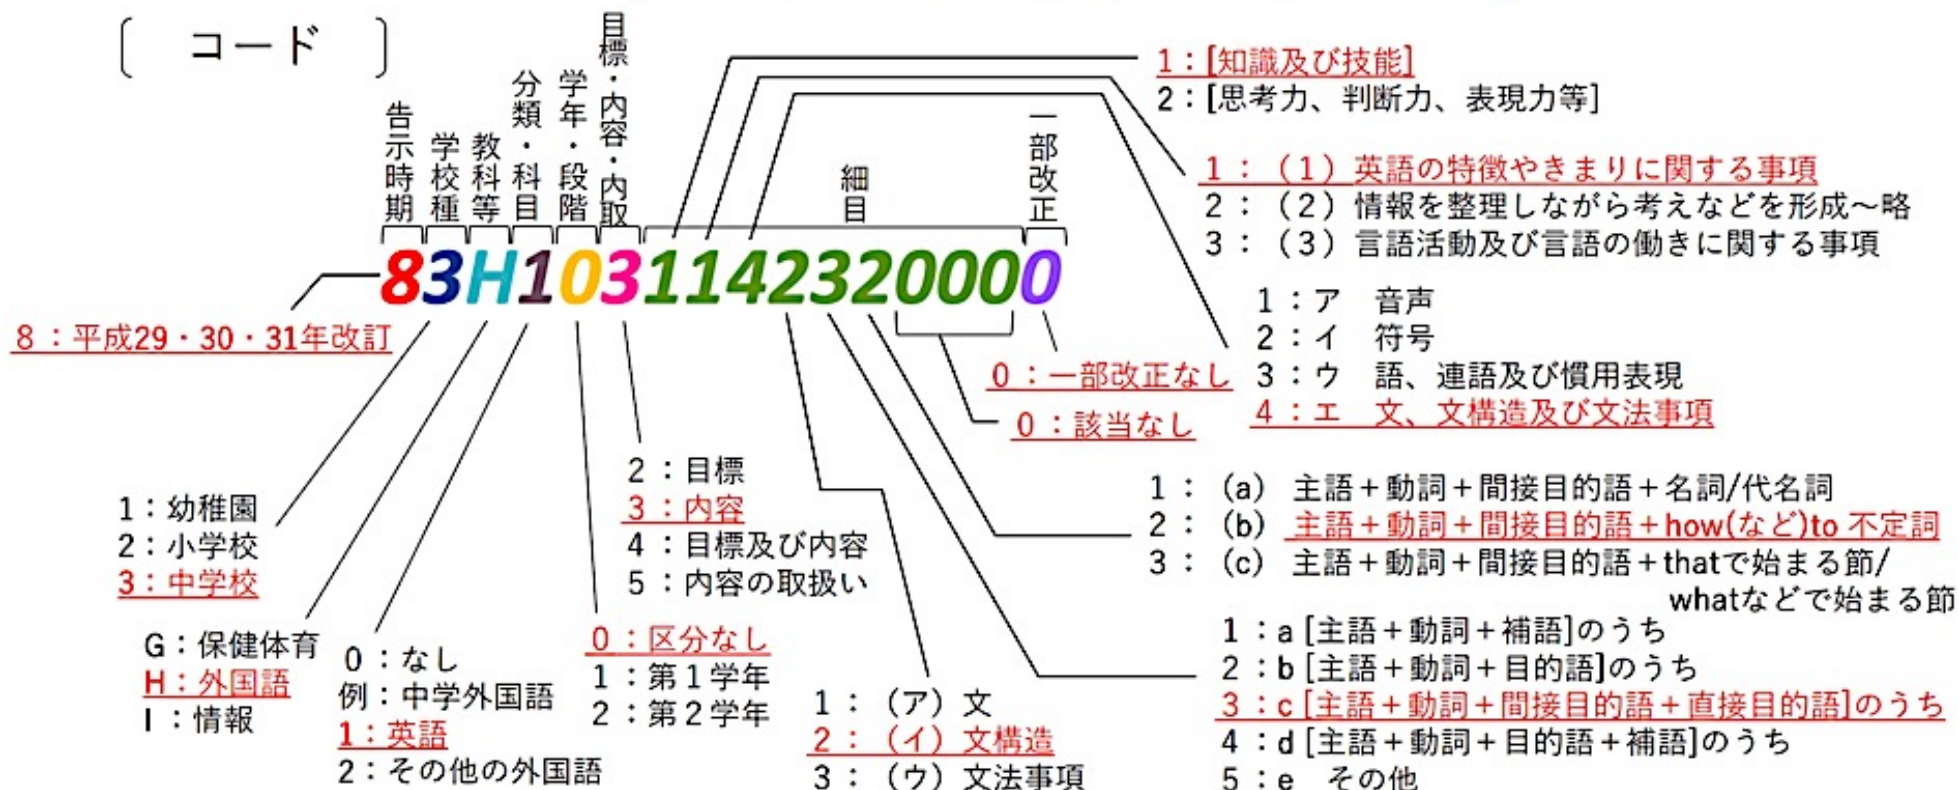 〔 コード 〕
告示時期
学校種
教科等
分類・科目
学年・段階
目標・内容・内取
細目
一部改正
83H1031142320000
8：平成29・30・31年改訂
1：幼稚園
2：小学校
3：中学校
G：保健体育
H：外国語
I：情報
0：なし
例：中学外国語
1：英語
2：その他の外国語
0：区分なし
1：第1学年
2：第2学年
2：目標
3：内容
4：目標及び内容
5：内容の取扱い
1：[知識及び技能]
2：[思考力、判断力、表現力等]
1：（1）英語の特徴やきまりに関する事項
2：（2）情報を整理しながら考えなどを形成～略
3：（3）言語活動及び言語の働きに関する事項
1：ア　音声
2：イ　符号
3：ウ　語、連語及び慣用表現
4：エ　文、文構造及び文法事項
1：（ア）文
2：（イ）文構造
3：（ウ）文法事項
1：a [主語＋動詞＋補語]のうち
2：b [主語＋動詞＋目的語]のうち
3：c [主語＋動詞＋間接目的語＋直接目的語]のうち
4：d [主語＋動詞＋目的語＋補語]のうち
5：e　その他
1：（a）主語＋動詞＋間接目的語＋名詞/代名詞
2：（b）主語＋動詞＋間接目的語＋how(など)to 不定詞
3：（c）主語＋動詞＋間接目的語＋thatで始まる節/
whatなどで始まる節
0：該当なし
0：一部改正なし